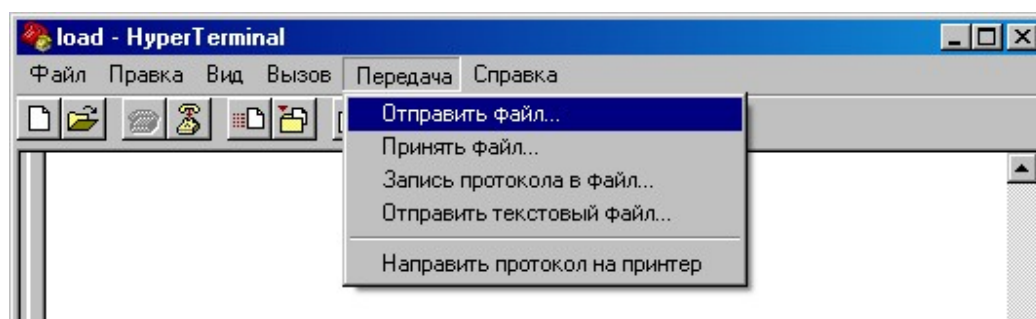 load - HyperTerminal
Файл Правка Вид Вызов Передача Справка
Отправить файл...
Принять файл...
Запись протокола в файл...
Отправить текстовый файл...
Направить протокол на принтер